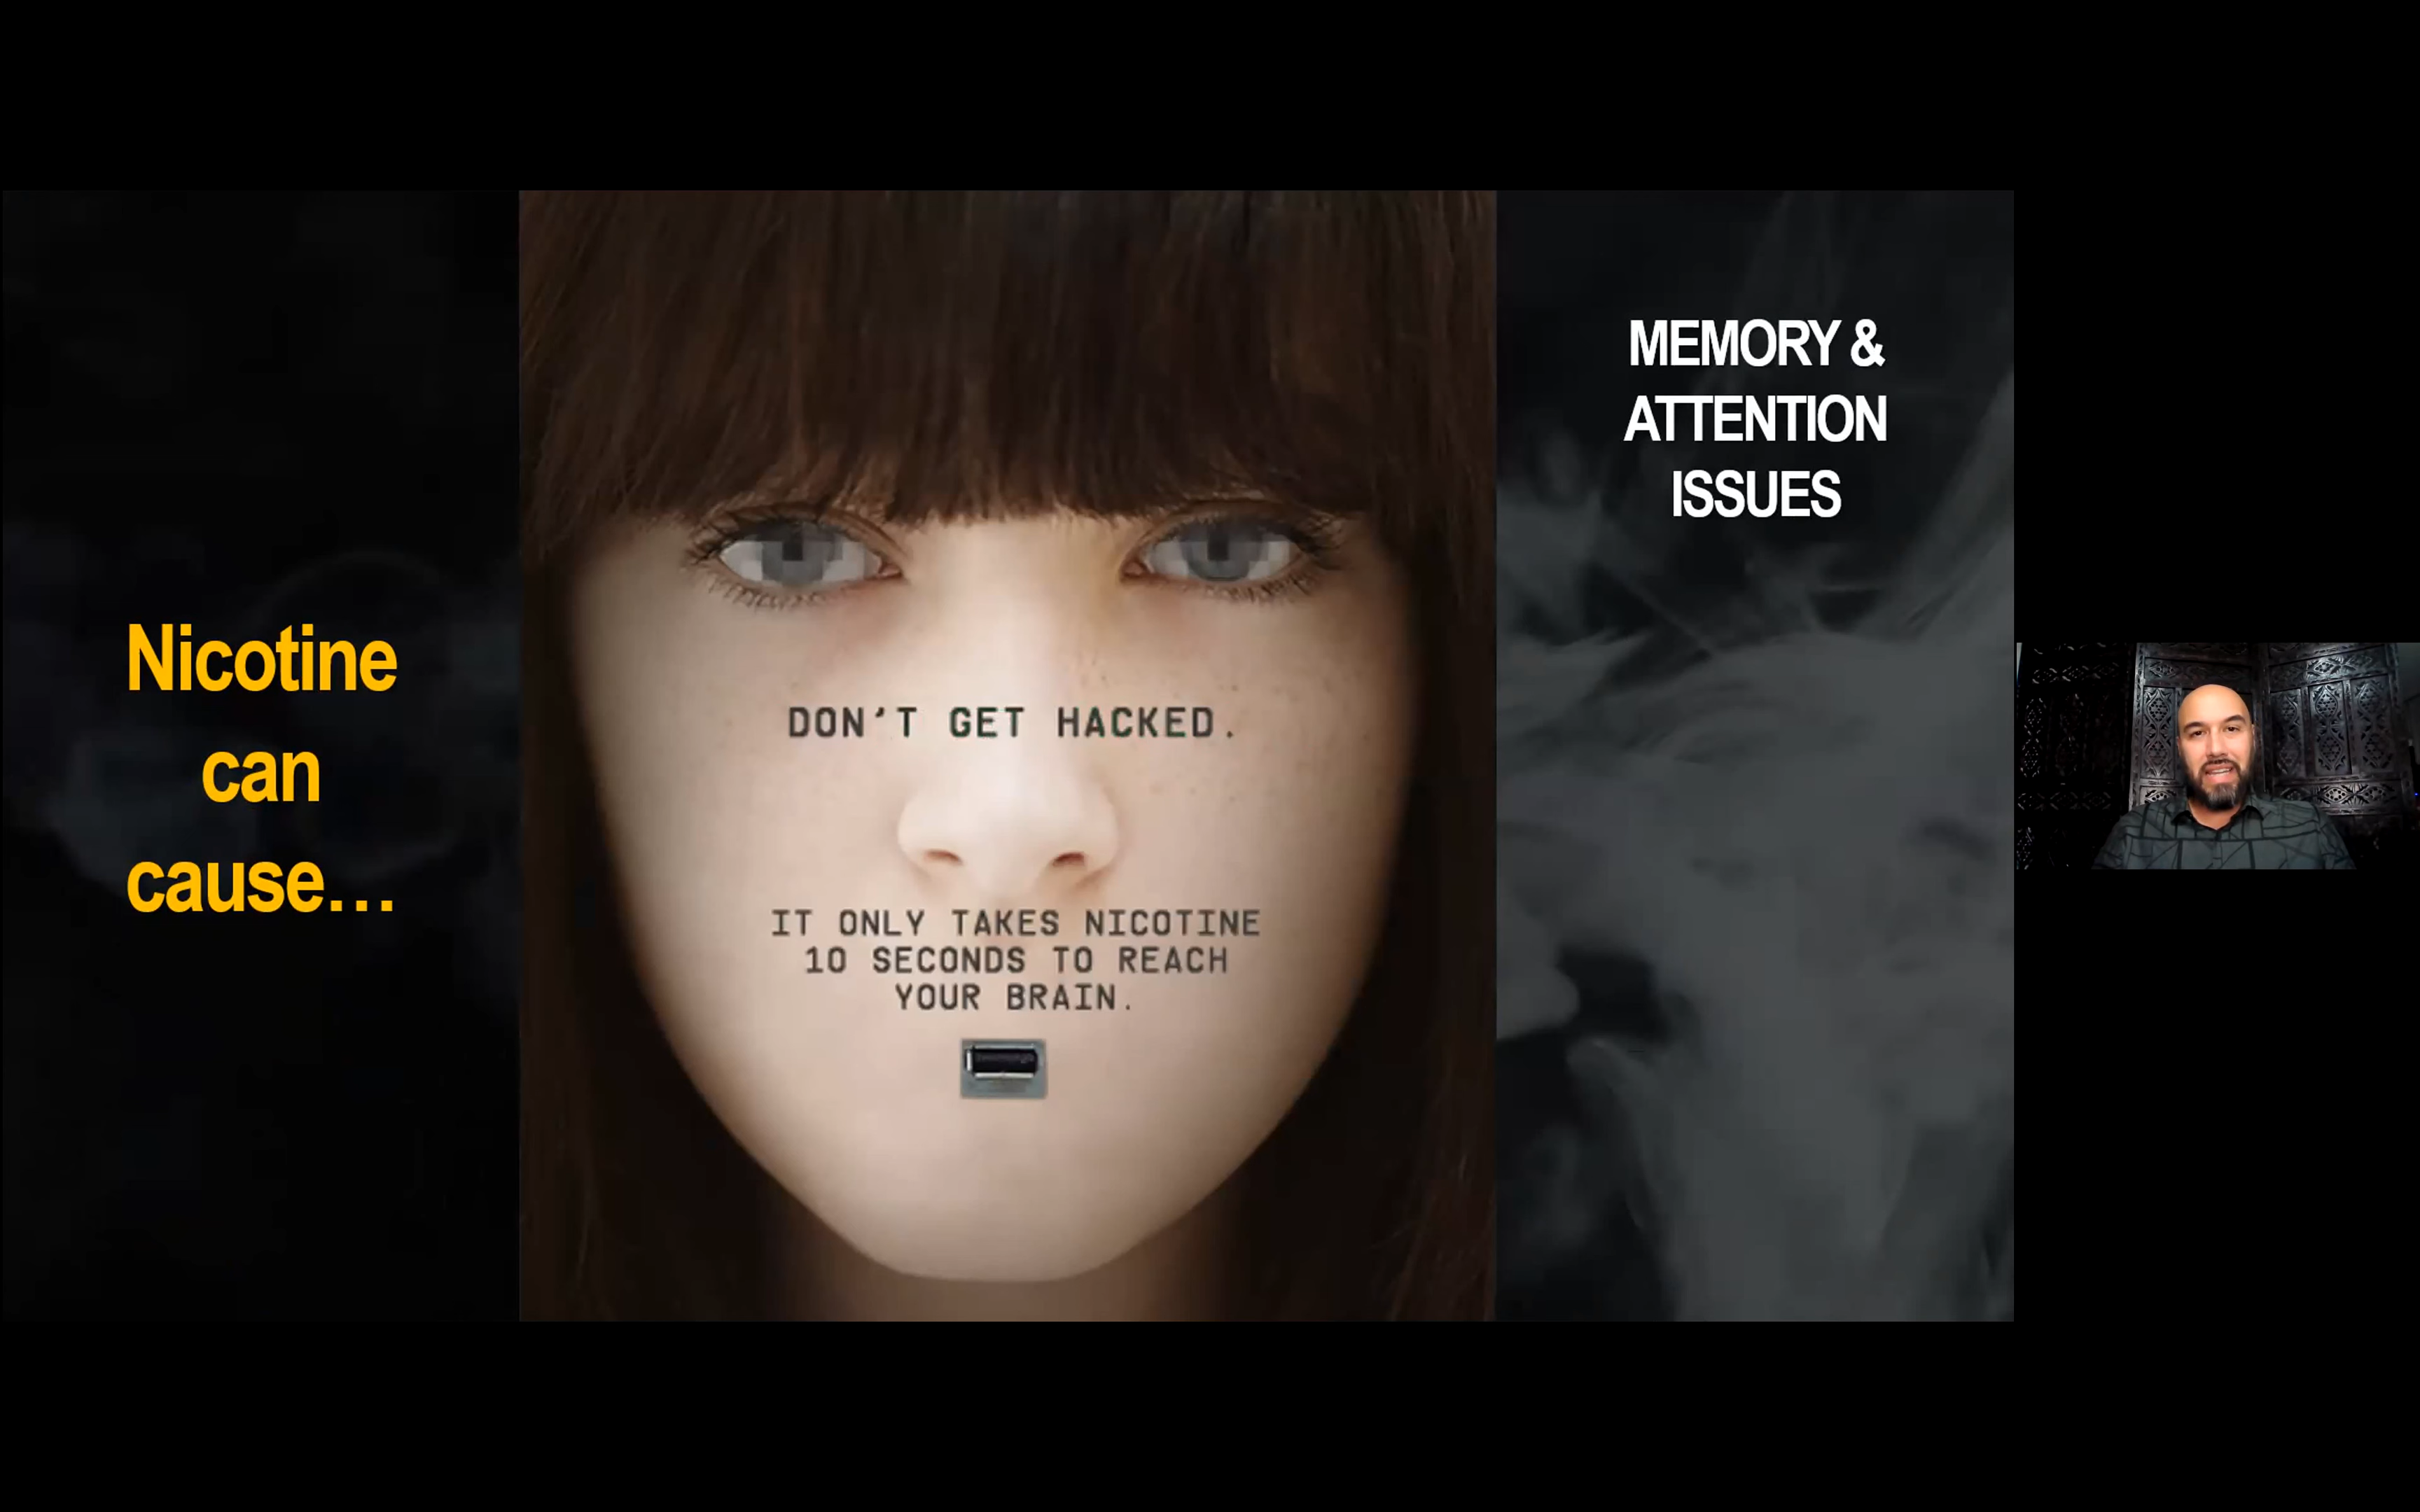 Nicotine
can
cause...
DON'T GET HACKED.
IT ONLY TAKES NICOTINE
10 SECONDS TO REACH
YOUR BRAIN.
MEMORY &
ATTENTION
ISSUES